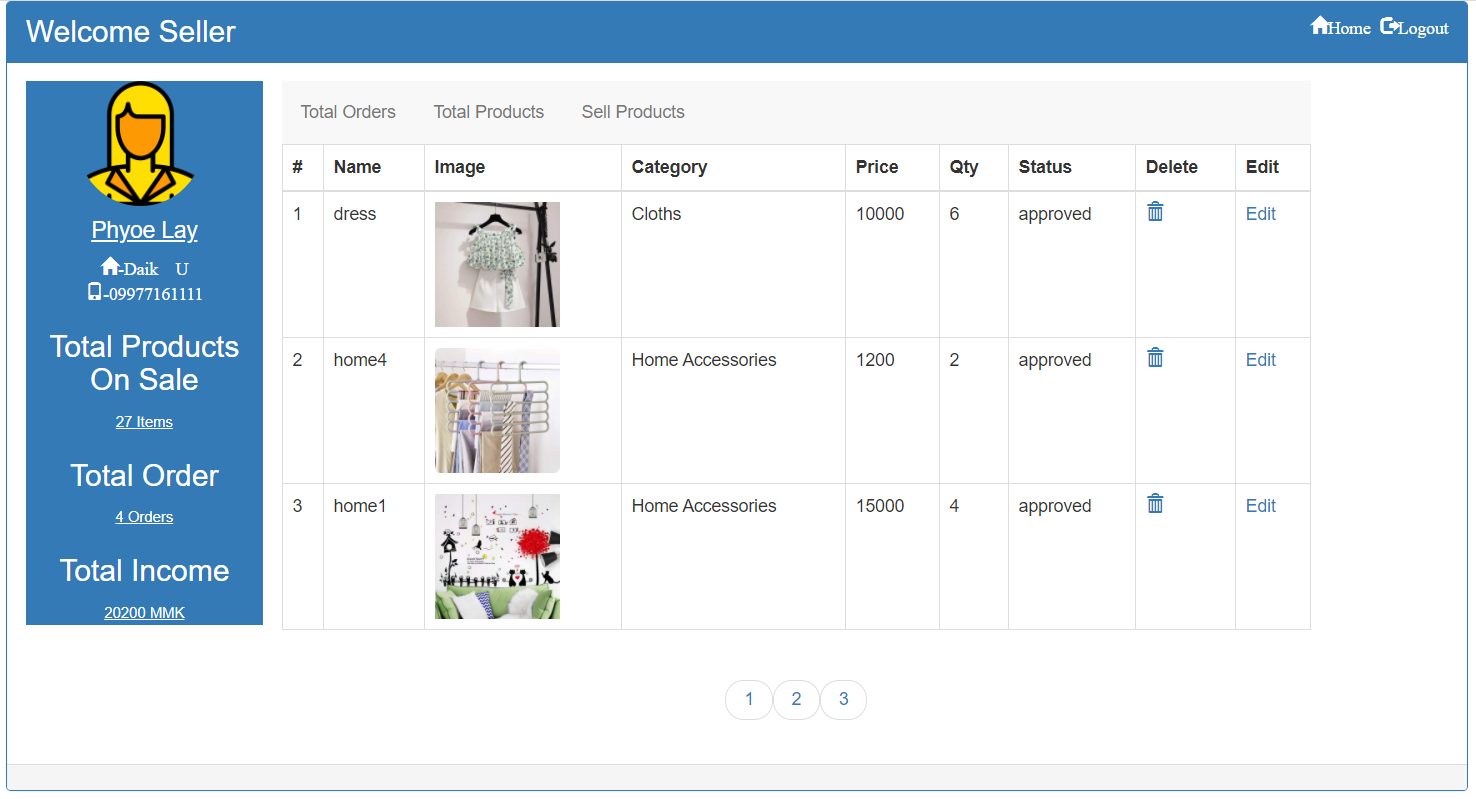 Welcome Seller
Home Logout
Phyoe Lay
-Daik U
-09977161111
Total Products
On Sale
27 Items
Total Order
4 Orders
Total Income
20200 MMK
Total Orders Total Products Sell Products
# Name Image Category Price Qty Status Delete Edit
1 dress Cloths 10000 6 approved Edit
2 home4 Home Accessories 1200 2 approved Edit
3 home1 Home Accessories 15000 4 approved Edit
1 2 3